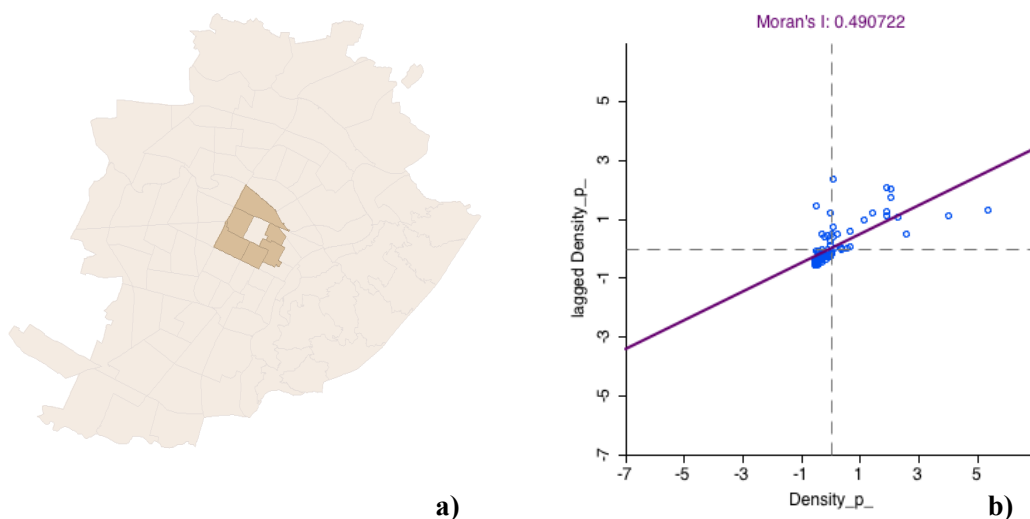 Moran's I: 0.490722
5
3
1
-1
-3
-5
-7
lagged Density_p_
-7
-5
-3
-1
1
3
5
Density_p_
a)
b)